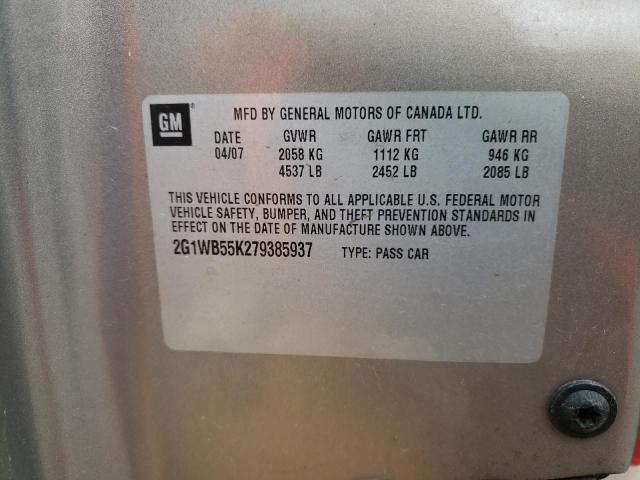 GM ® MFD BY GENERAL MOTORS OF CANADA LTD.
DATE GVWR GAWR FRT GAWR RR
04/07 2058 KG 1112 KG 946 KG
4537 LB 2452 LB 2085 LB
THIS VEHICLE CONFORMS TO ALL APPLICABLE U.S. FEDERAL MOTOR
VEHICLE SAFETY, BUMPER, AND THEFT PREVENTION STANDARDS IN
EFFECT ON THE DATE OF MANUFACTURE SHOWN ABOVE.
2G1WB55K279385937 TYPE: PASS CAR